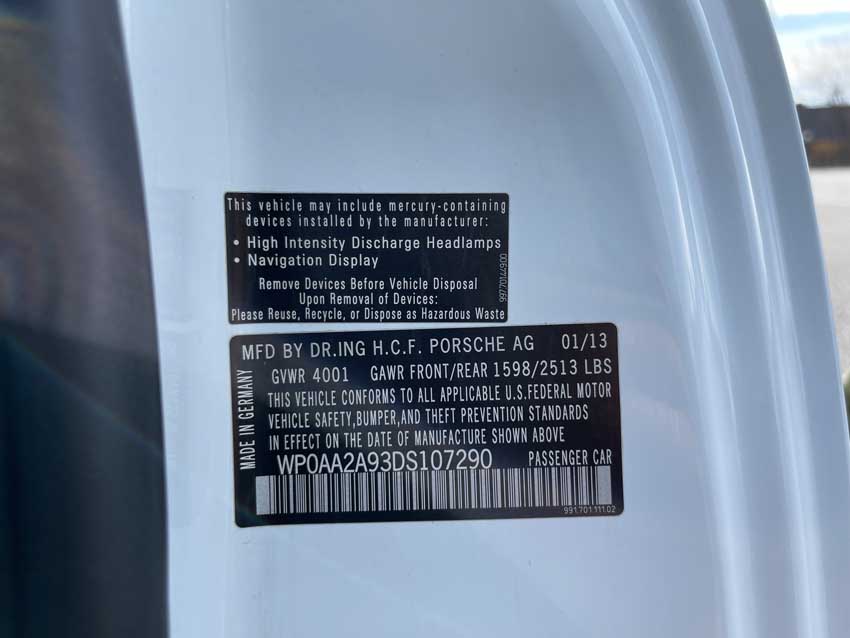 This vehicle may include mercury-containing
devices installed by the manufacturer:
• High Intensity Discharge Headlamps
• Navigation Display
Remove Devices Before Vehicle Disposal
Upon Removal of Devices:
Please Reuse, Recycle, or Dispose as Hazardous Waste
99770144900
MFD BY DR.ING H.C.F. PORSCHE AG 01/13
GVWR 4001 GAWR FRONT/REAR 1598/2513 LBS
THIS VEHICLE CONFORMS TO ALL APPLICABLE U.S.FEDERAL MOTOR
VEHICLE SAFETY,BUMPER,AND THEFT PREVENTION STANDARDS
IN EFFECT ON THE DATE OF MANUFACTURE SHOWN ABOVE
WP0AA2A93DS107290 PASSENGER CAR
MADE IN GERMANY
991.701.111.02